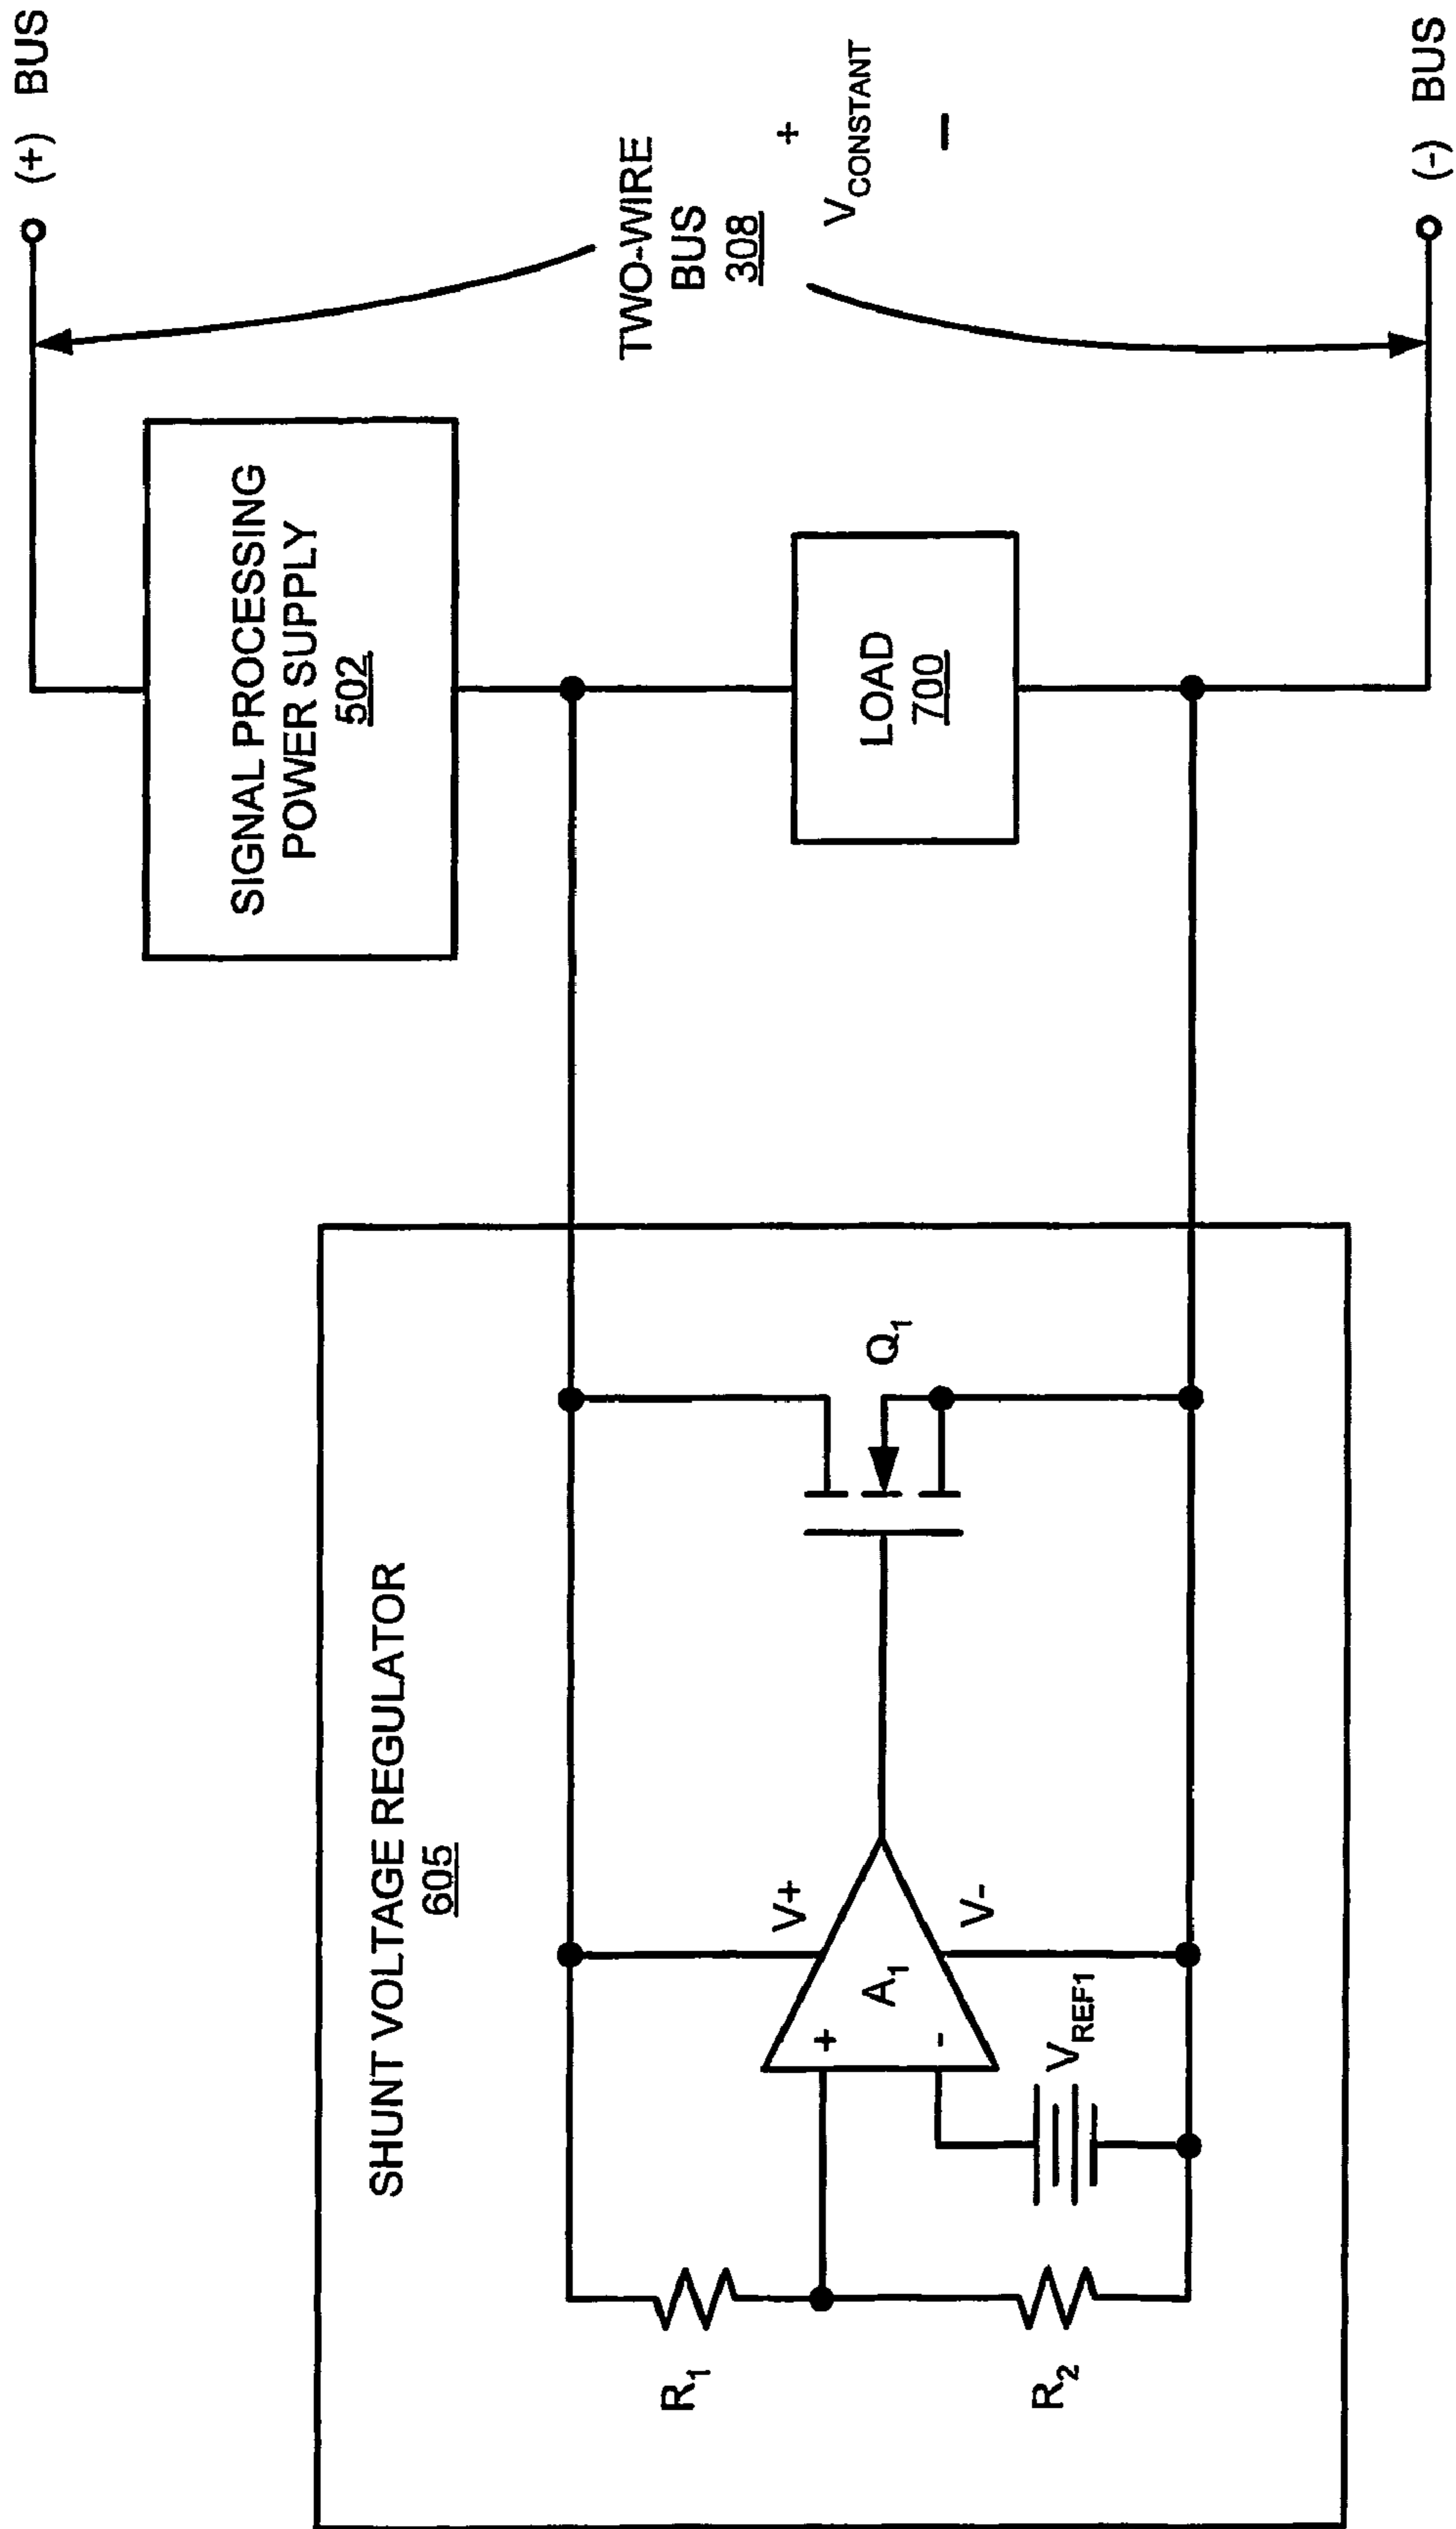 SHUNT VOLTAGE REGULATOR
605
R1
R2
+
-
A1
V+
V-
VREF1
Q1
SIGNAL PROCESSING
POWER SUPPLY
502
LOAD
700
TWO-WIRE
BUS
308
+
VCONSTANT
-
(+) BUS
(-) BUS